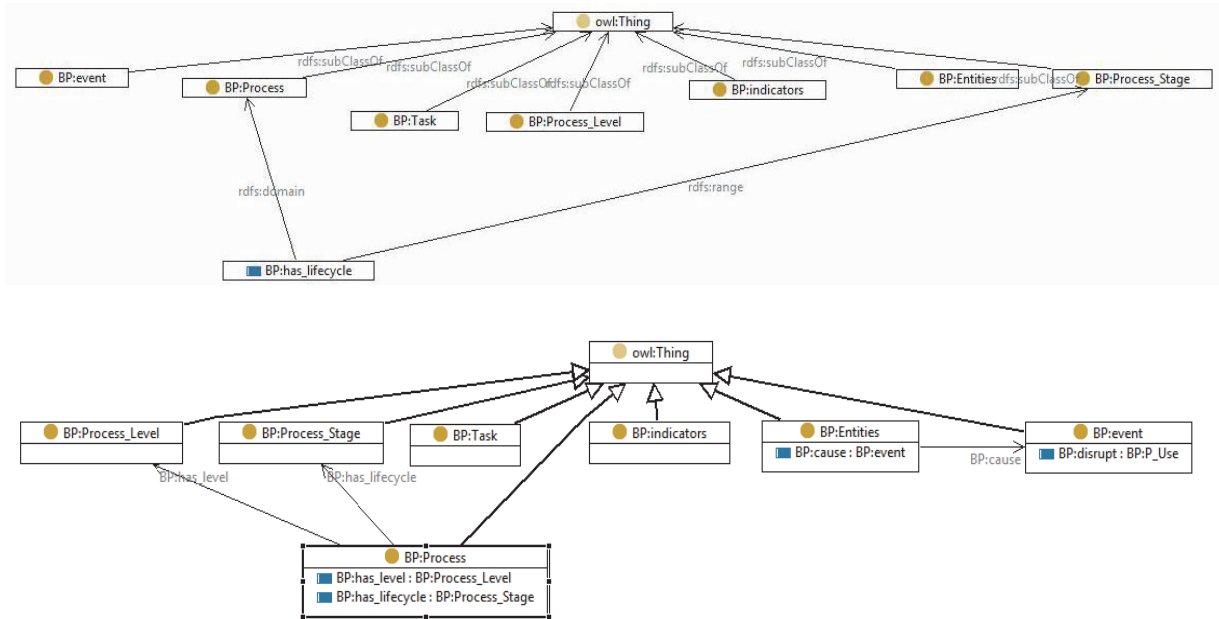 owl:Thing
rdfs:subClassOf
rdfs:subClassOf
rdfs:subClassOf
rdfs:subClassOf
rdfs:subClassOf
rdfs:subClassOf
BP:event
BP:Process
BP:Task
BP:Process_Level
BP:indicators
BP:Entities
BP:Process_Stage
rdfs:domain
rdfs:range
BP:has_lifecycle
owl:Thing
BP:Process_Level
BP:Process_Stage
BP:Task
BP:indicators
BP:Entities
BP:cause : BP:event
BP:cause
BP:event
BP:disrupt : BP:P_Use
BP:has_level
BP:has_lifecycle
BP:Process
BP:has_level : BP:Process_Level
BP:has_lifecycle : BP:Process_Stage